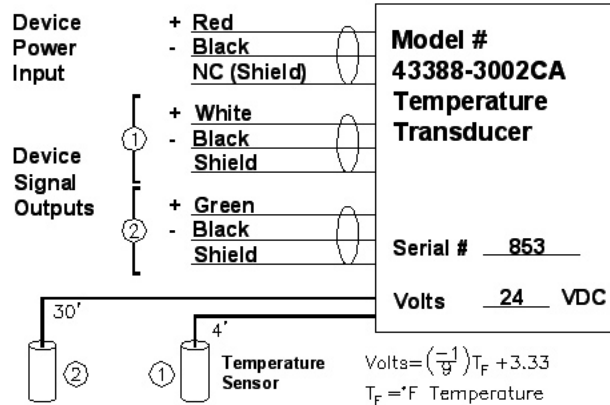 Device Power Input
+ Red
- Black
NC (Shield)
Device Signal Outputs
1
+ White
- Black
Shield
2
+ Green
- Black
Shield
Model #
43388-3002CA
Temperature
Transducer
Serial # 853
Volts 24 VDC
30'
2
4'
1
Temperature
Sensor
Volts=(-1/9)T_F +3.33
T_F =°F Temperature